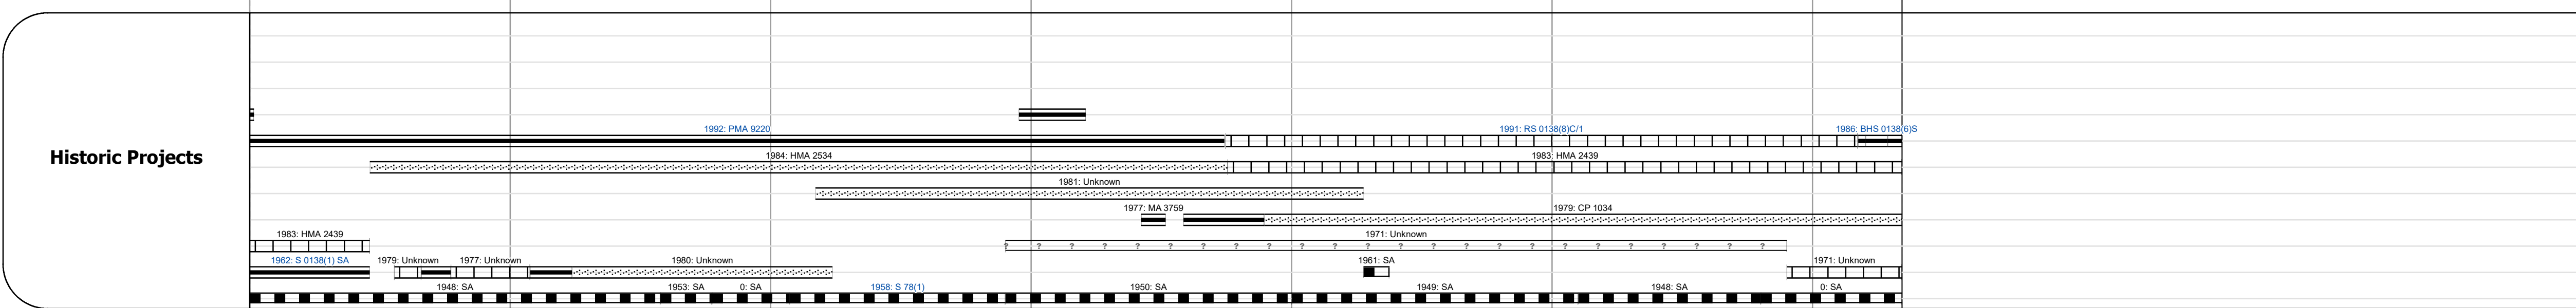 Historic Projects
1992: PMA 9220 1991: RS 0138(8)C/1 1986: BHS 0138(6)S
1984: HMA 2534 1983: HMA 2439
1981: Unknown
1977: MA 3759 1979: CP 1034
1983: HMA 2439 1971: Unknown
? ? ? ? ? ? ? ? ? ? ? ? ? ? ? ? ? ? ? ? ? ? ? ?
1962: S 0138(1) SA 1979: Unknown 1977: Unknown 1980: Unknown 1961: SA 1971: Unknown
1948: SA 1953: SA 0: SA 1958: S 78(1) 1950: SA 1949: SA 1948: SA 0: SA